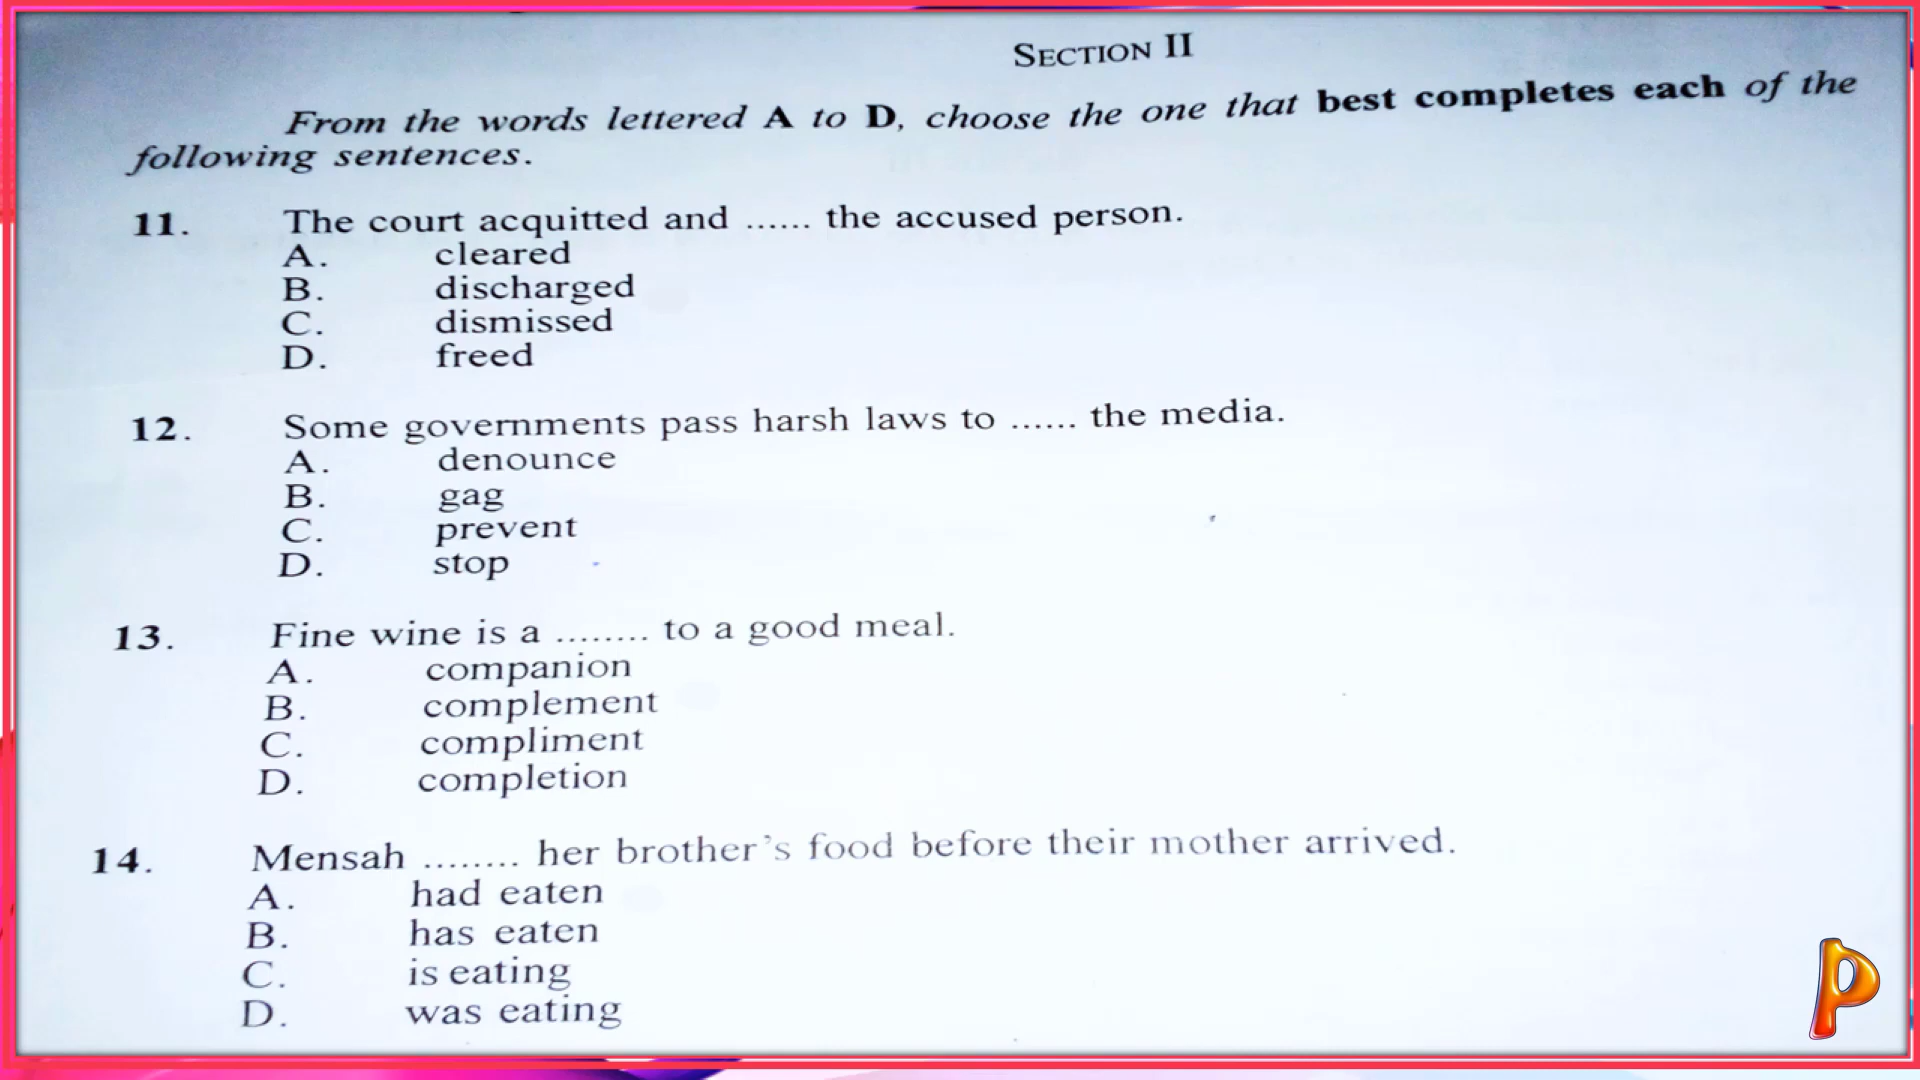 SECTION II
From the words lettered A to D, choose the one that best completes each of the
following sentences.
11. The court acquitted and ...... the accused person.
A. cleared
B. discharged
C. dismissed
D. freed
12. Some governments pass harsh laws to ...... the media.
A. denounce
B. gag
C. prevent
D. stop
13. Fine wine is a ........ to a good meal.
A. companion
B. complement
C. compliment
D. completion
14. Mensah ........ her brother's food before their mother arrived.
A. had eaten
B. has eaten
C. is eating
D. was eating
P